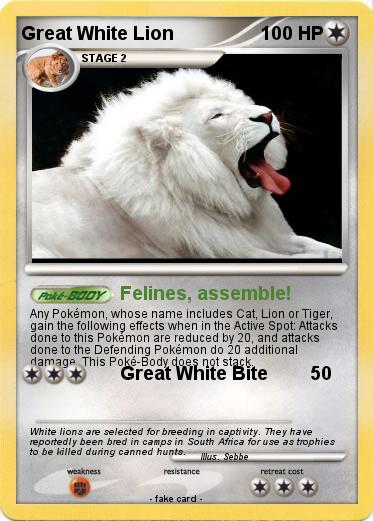 Great White Lion 100 HP
STAGE 2
Poké-BODY Felines, assemble!
Any Pokémon, whose name includes Cat, Lion or Tiger,
gain the following effects when in the Active Spot: Attacks
done to this Pokémon are reduced by 20, and attacks
done to the Defending Pokémon do 20 additional
damage. This Poké-Body does not stack.
Great White Bite 50
White lions are selected for breeding in captivity. They have
reportedly been bred in camps in South Africa for use as trophies
to be killed during canned hunts.
Illus. Sebbe
weakness resistance retreat cost
- fake card -